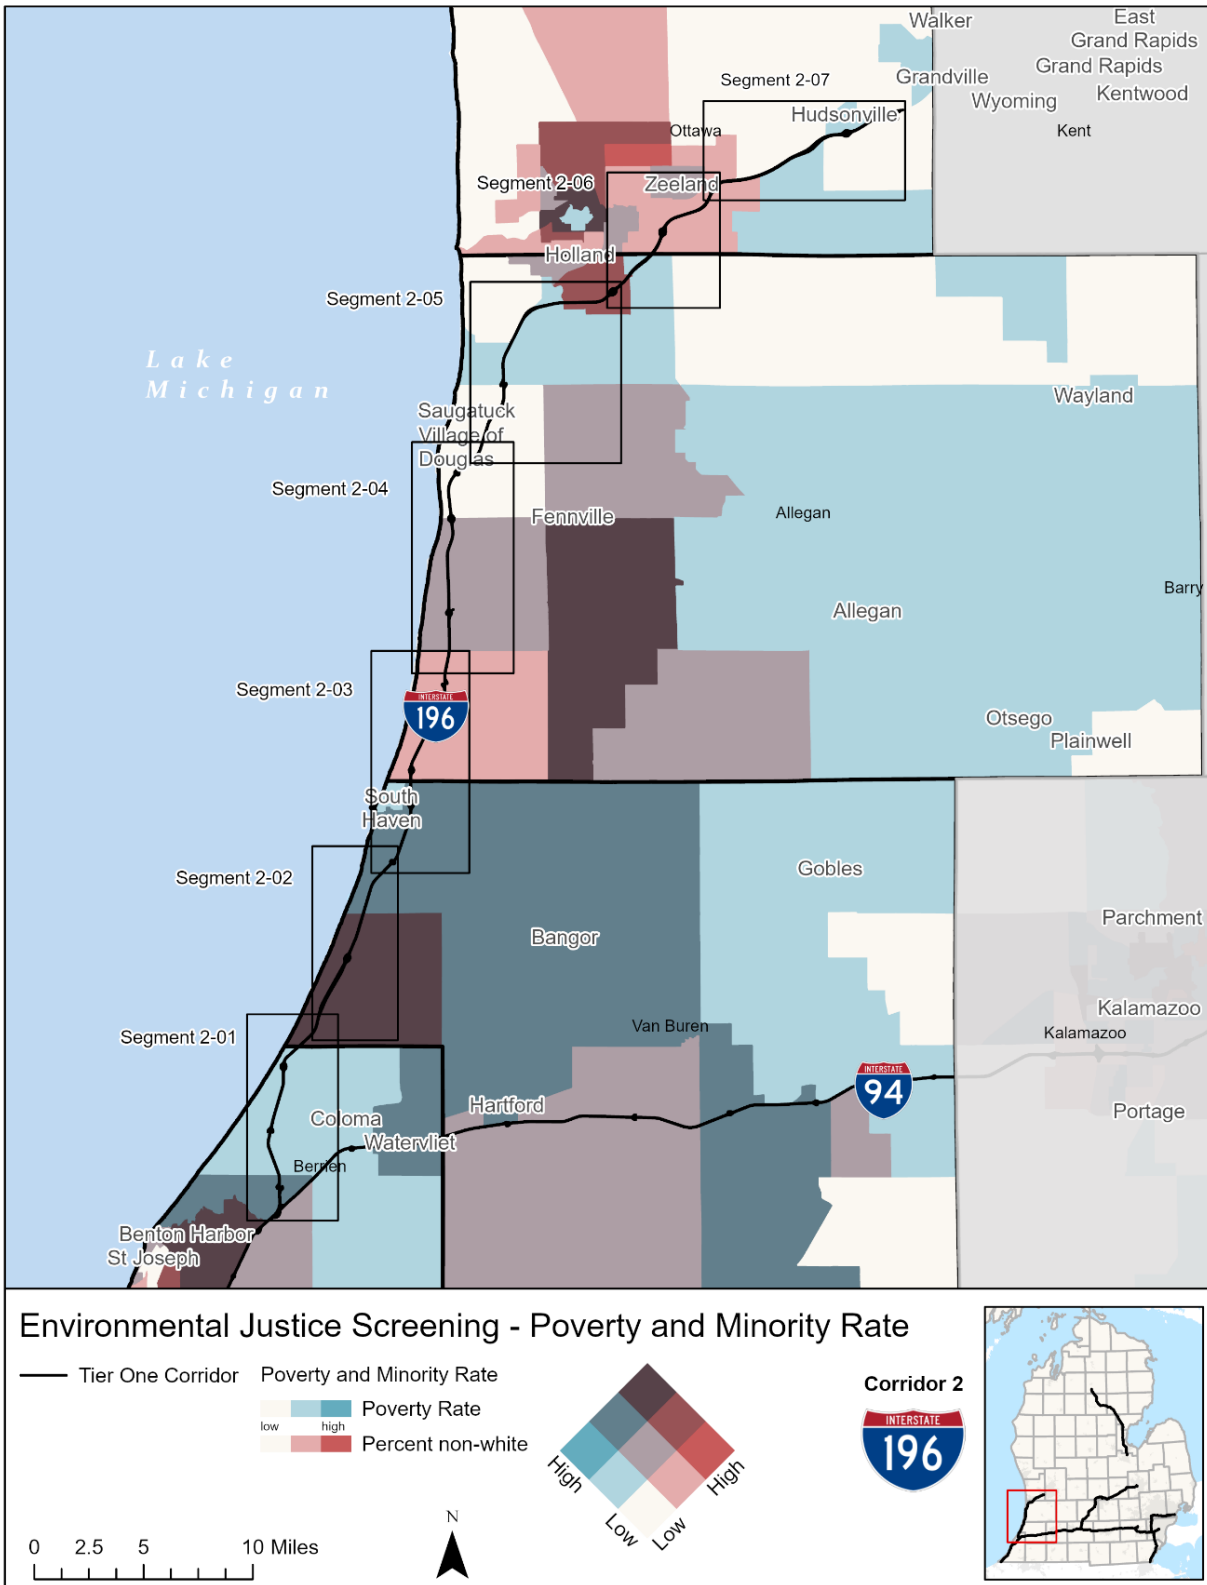 Walker
East
Grand Rapids
Grand Rapids
Grandville
Kentwood
Wyoming
Segment 2-07
Hudsonville
Ottawa
Kent
Segment 2-06
Zeeland
Holland
Segment 2-05
Lake
Michigan
Wayland
Saugatuck
Village of
Douglas
Segment 2-04
Fennville
Allegan
Barry
Allegan
Segment 2-03
INTERSTATE
196
Otsego
Plainwell
South
Haven
Gobles
Segment 2-02
Parchment
Bangor
Kalamazoo
Van Buren
Kalamazoo
Segment 2-01
INTERSTATE
94
Hartford
Portage
Coloma
Watervliet
Berrien
Benton Harbor
St Joseph
Environmental Justice Screening - Poverty and Minority Rate
Tier One Corridor
Poverty and Minority Rate
Poverty Rate
low high
Percent non-white
High
High
Low
Low
Corridor 2
INTERSTATE
196
N
0 2.5 5 10 Miles